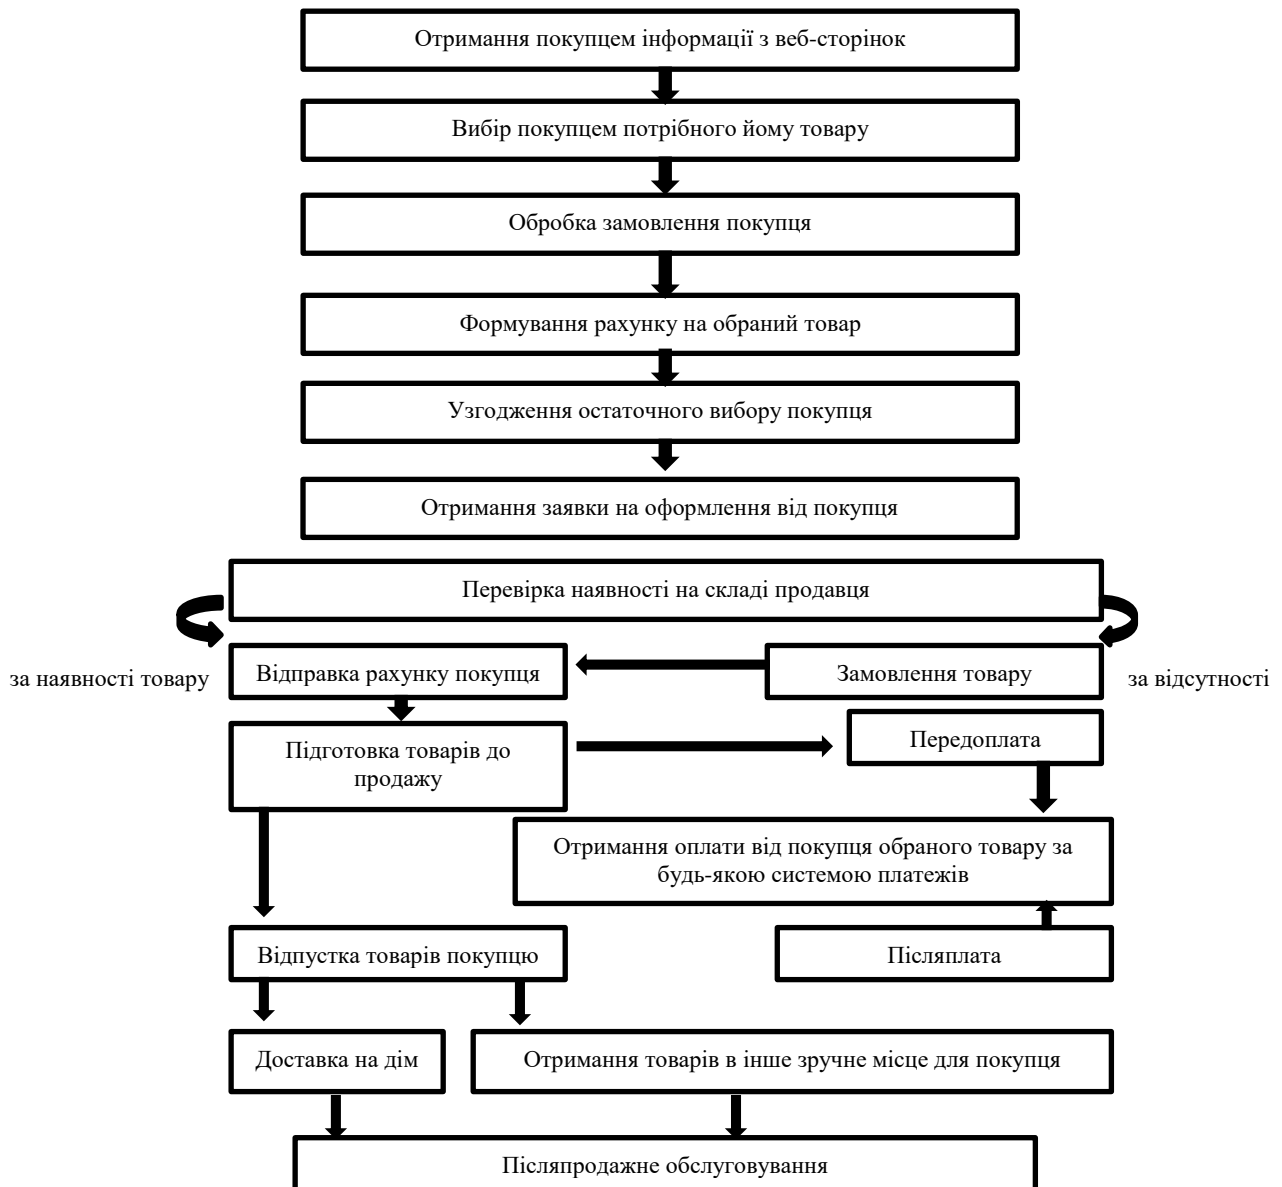 Отримання покупцем інформації з веб-сторінок
Вибір покупцем потрібного йому товару
Обробка замовлення покупця
Формування рахунку на обраний товар
Узгодження остаточного вибору покупця
Отримання заявки на оформлення від покупця
Перевірка наявності на складі продавця
за наявності товару
Відправка рахунку покупця
Замовлення товару
за відсутності
Підготовка товарів до
продажу
Передоплата
Отримання оплати від покупця обраного товару за
будь-якою системою платежів
Відпустка товарів покупцю
Післяплата
Доставка на дім
Отримання товарів в інше зручне місце для покупця
Післяпродажне обслуговування